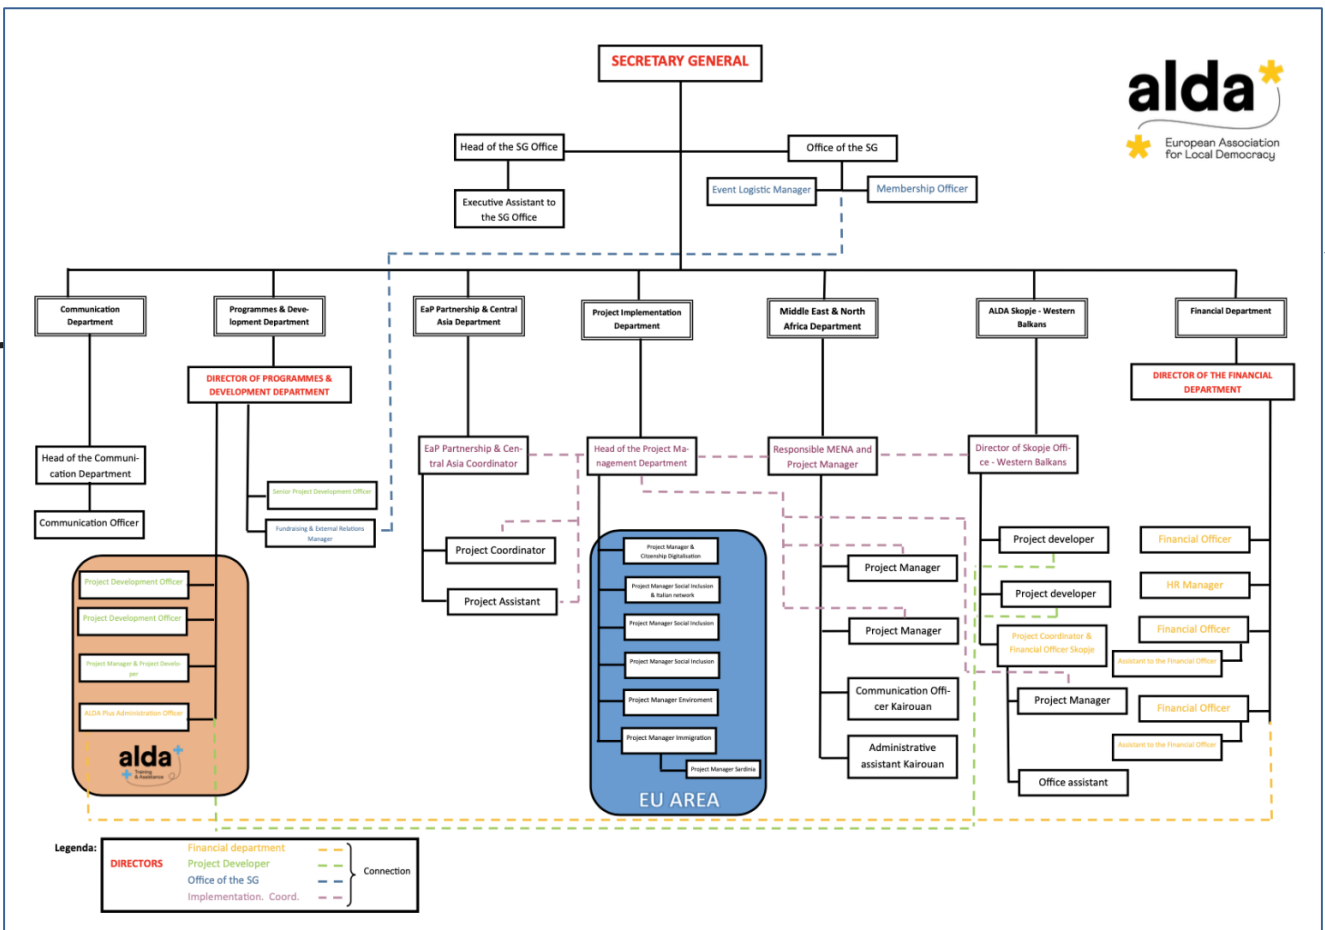 SECRETARY GENERAL
alda
European Association
for Local Democracy
Head of the SG Office
Office of the SG
Executive Assistant to
the SG Office
Event Logistic Manager
Membership Officer
Communication
Department
Programmes & Deve-
lopment Department
EaP Partnership & Central
Asia Department
Project Implementation
Department
Middle East & North
Africa Department
ALDA Skopje - Western
Balkans
Financial Department
DIRECTOR OF PROGRAMMES &
DEVELOPMENT DEPARTMENT
DIRECTOR OF THE FINANCIAL
DEPARTMENT
Head of the Communi-
cation Department
Communication Officer
Senior Project Development Officer
Fundraising & External Relations
Manager
EaP Partnership & Cen-
tral Asia Coordinator
Project Coordinator
Project Assistant
Head of the Project Ma-
nagement Department
Responsible MENA and
Project Manager
Director of Skopje Offi-
ce - Western Balkans
Project Development Officer
Project Development Officer
Project Manager & Project Develo-
per
ALDA Plus Administration Officer
alda
Training
& Assistance
Project Manager &
Citizenship Digitalisation
Project Manager Social Inclusion
& Italian network
Project Manager Social Inclusion
Project Manager Social Inclusion
Project Manager Enviroment
Project Manager Immigration
Project Manager Sardinia
EU AREA
Project Manager
Project Manager
Communication Offi-
cer Kairouan
Administrative
assistant Kairouan
Project developer
Project developer
Project Coordinator &
Financial Officer Skopje
Project Manager
Office assistant
Financial Officer
HR Manager
Financial Officer
Assistant to the Financial Officer
Financial Officer
Assistant to the Financial Officer
Legenda:
DIRECTORS
Financial department
Project Developer
Office of the SG
Implementation. Coord.
Connection